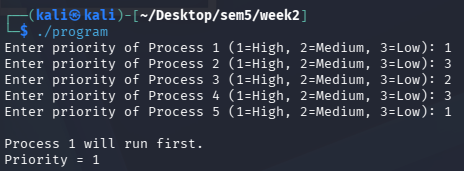 ┌──(kali㉿kali)-[~/Desktop/sem5/week2]
└─$ ./program
Enter priority of Process 1 (1=High, 2=Medium, 3=Low): 1
Enter priority of Process 2 (1=High, 2=Medium, 3=Low): 3
Enter priority of Process 3 (1=High, 2=Medium, 3=Low): 2
Enter priority of Process 4 (1=High, 2=Medium, 3=Low): 3
Enter priority of Process 5 (1=High, 2=Medium, 3=Low): 1
Process 1 will run first.
Priority = 1